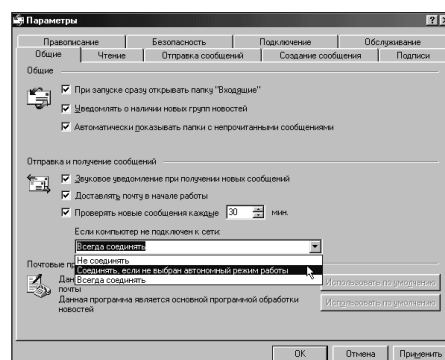 Параметры
Правописание Безопасность Подключение Обслуживание
Общие Чтение Отправка сообщений Создание сообщения Подписи
Общие
При запуске сразу открывать папку "Входящие"
Уведомлять о наличии новых групп новостей
Автоматически показывать папки с непрочитанными сообщениями
Отправка и получение сообщений
Звуковое уведомление при получении новых сообщений
Доставлять почту в начале работы
Проверять новые сообщения каждые 30 мин.
Если компьютер не подключен к сети:
Всегда соединять
Не соединять
Соединять, если не выбран автономный режим работы
Всегда соединять
Почтовые
почты
Использовать по умолчанию
Данная программа является основной программой обработки
новостей
Использовать по умолчанию
OK Отмена Применить